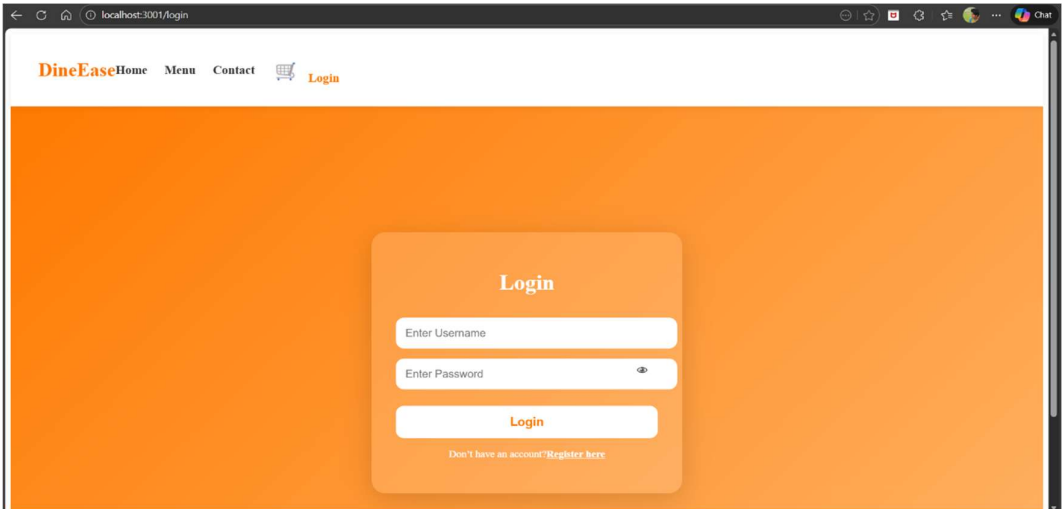 localhost:3001/login
Chat
DineEase Home Menu Contact Login
Login
Enter Username
Enter Password
Login
Don't have an account?Register here